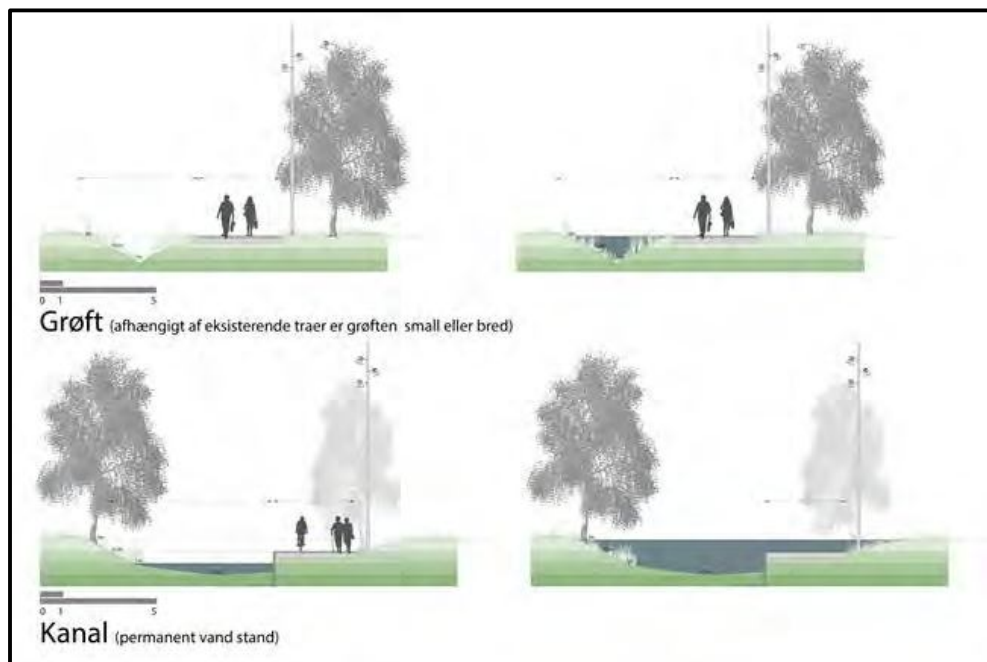 0 1 5
Grøft (afhængigt af eksisterende traer er grøften small eller bred)
0 1 5
Kanal (permanent vand stand)